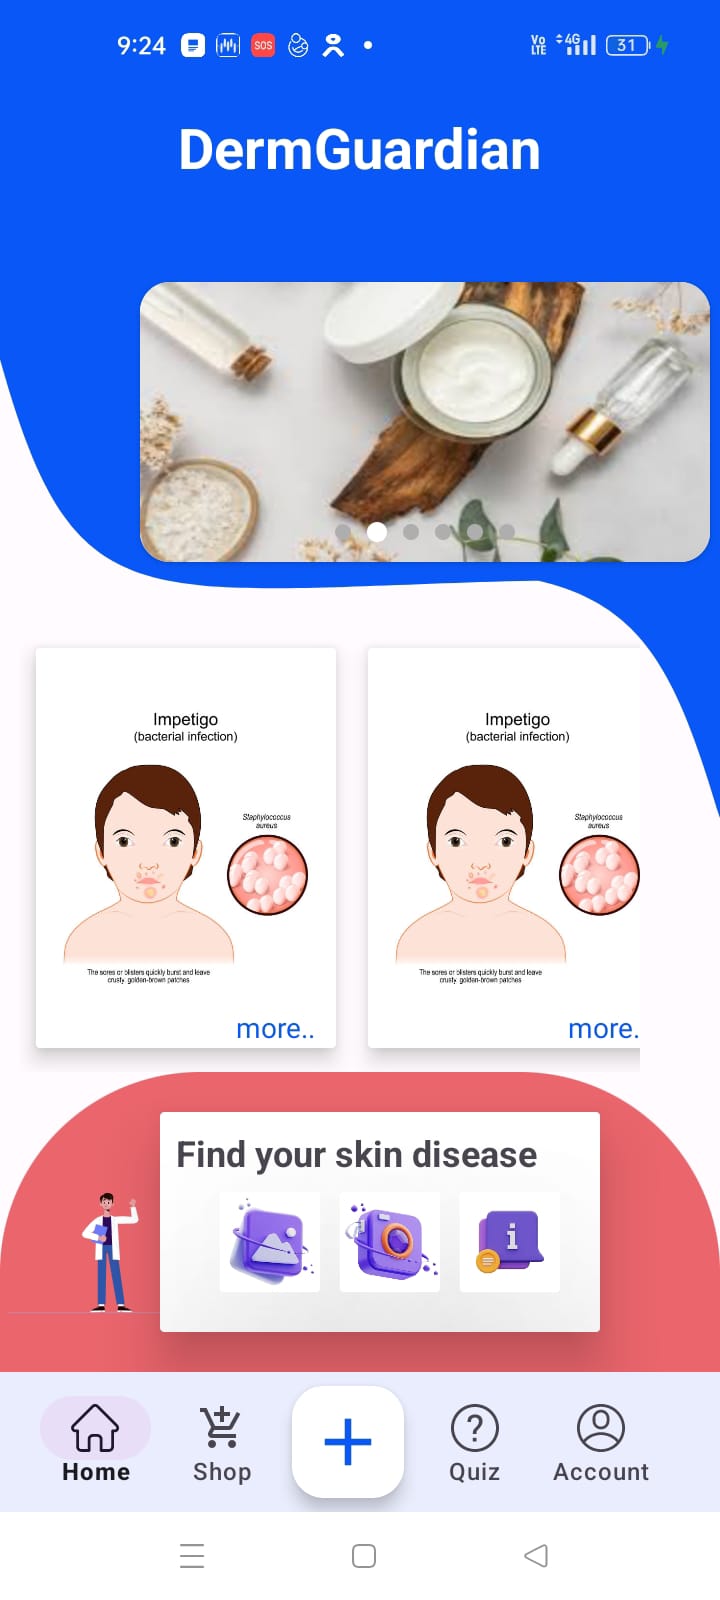 9:24
SOS
Vo
LTE
4G
31
DermGuardian
Impetigo
(bacterial infection)
Staphylococcus
aureus
The sores or blisters quickly burst and leave
crusty, golden-brown patches
more..
Impetigo
(bacterial infection)
Staphylococcus
aureus
The sores or blisters quickly burst and leave
crusty, golden-brown patches
more.
Find your skin disease
i
Home
Shop
?
Quiz
Account